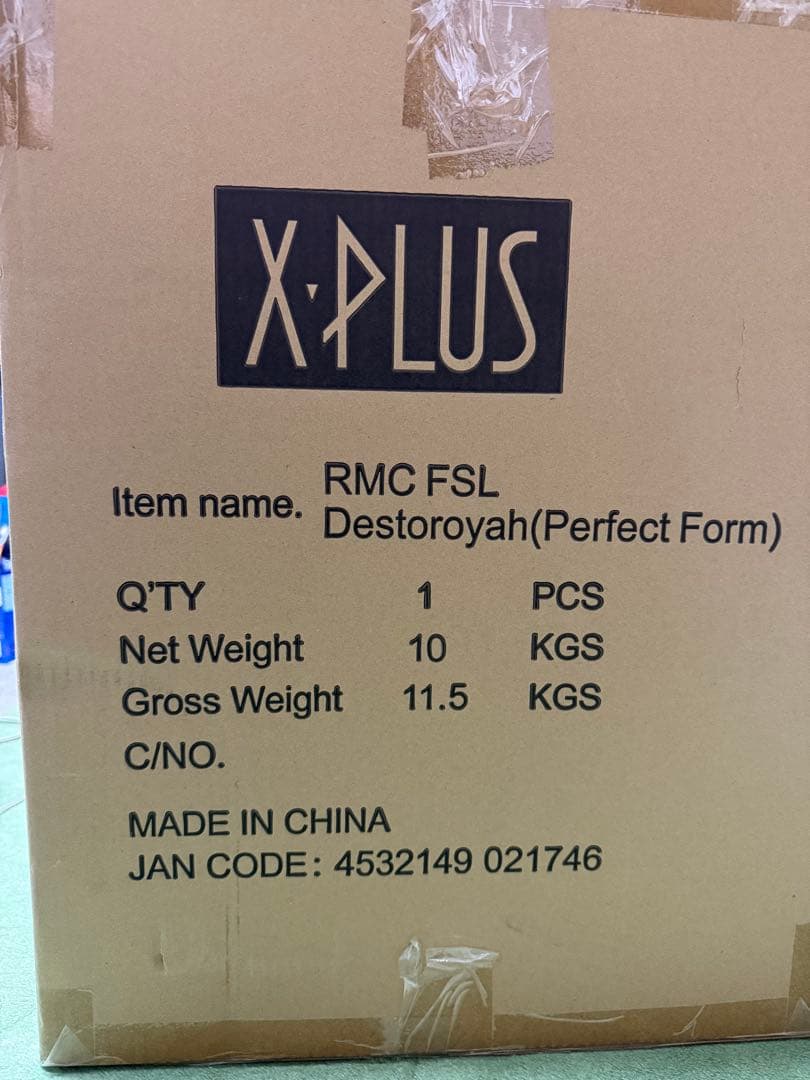 X·PLUS
Item name. RMC FSL
Destoroyah(Perfect Form)
Q'TY 1 PCS
Net Weight 10 KGS
Gross Weight 11.5 KGS
C/NO.
MADE IN CHINA
JAN CODE: 4532149 021746